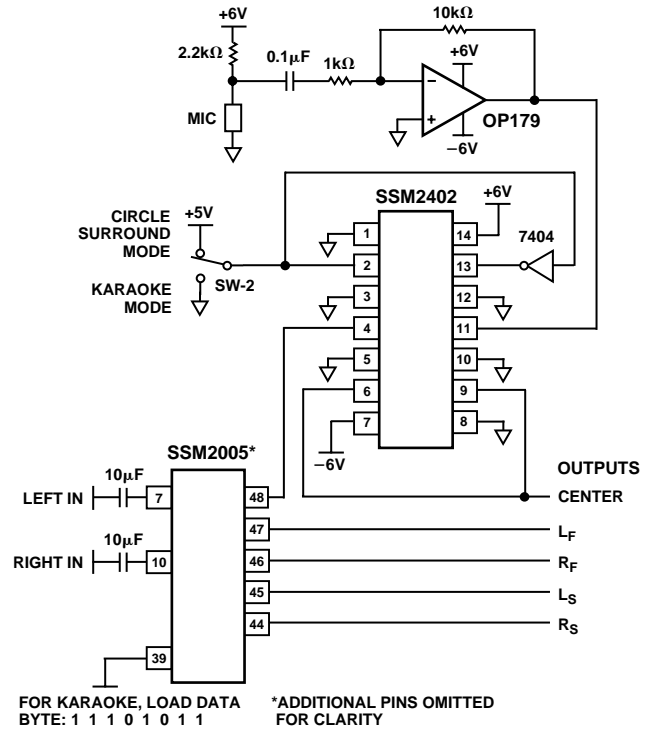 +6V
2.2kΩ
MIC
0.1µF
1kΩ
10kΩ
+6V
OP179
−6V
SSM2402
CIRCLE
SURROUND
MODE
+5V
SW-2
KARAOKE
MODE
1
2
3
4
5
6
7
−6V
+6V
14
13
12
11
10
9
8
7404
SSM2005*
10µF
LEFT IN
7
10µF
RIGHT IN
10
39
48
47
46
45
44
OUTPUTS
CENTER
LF
RF
LS
RS
FOR KARAOKE, LOAD DATA
BYTE: 1 1 1 0 1 0 1 1
*ADDITIONAL PINS OMITTED
FOR CLARITY